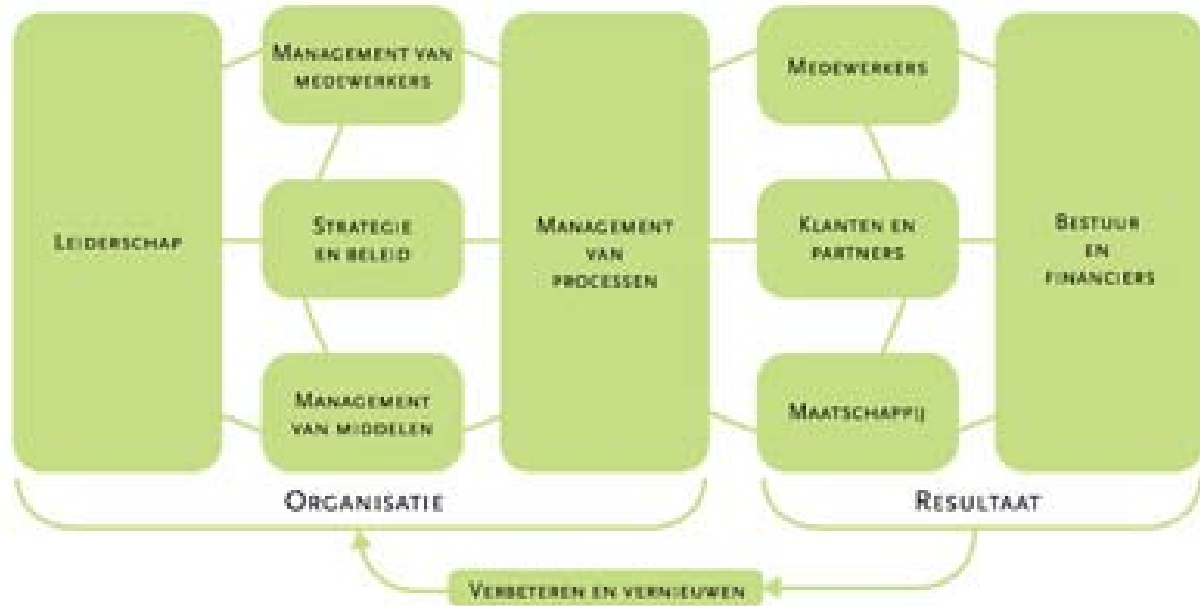 Leiderschap
Management van
medewerkers
Strategie
en beleid
Management
van middelen
Management
van
processen
Medewerkers
Klanten en
partners
Maatschappij
Bestuur
en
financiers
Organisatie
Resultaat
Verbeteren en vernieuwen